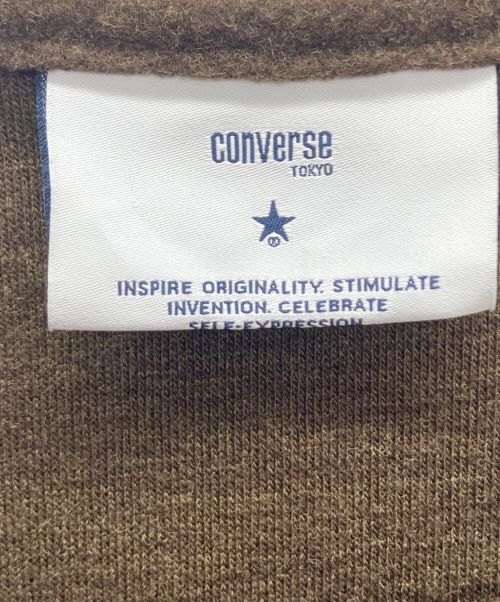 converse
TOKYO
INSPIRE ORIGINALITY. STIMULATE
INVENTION. CELEBRATE
SELF-EXPRESSION